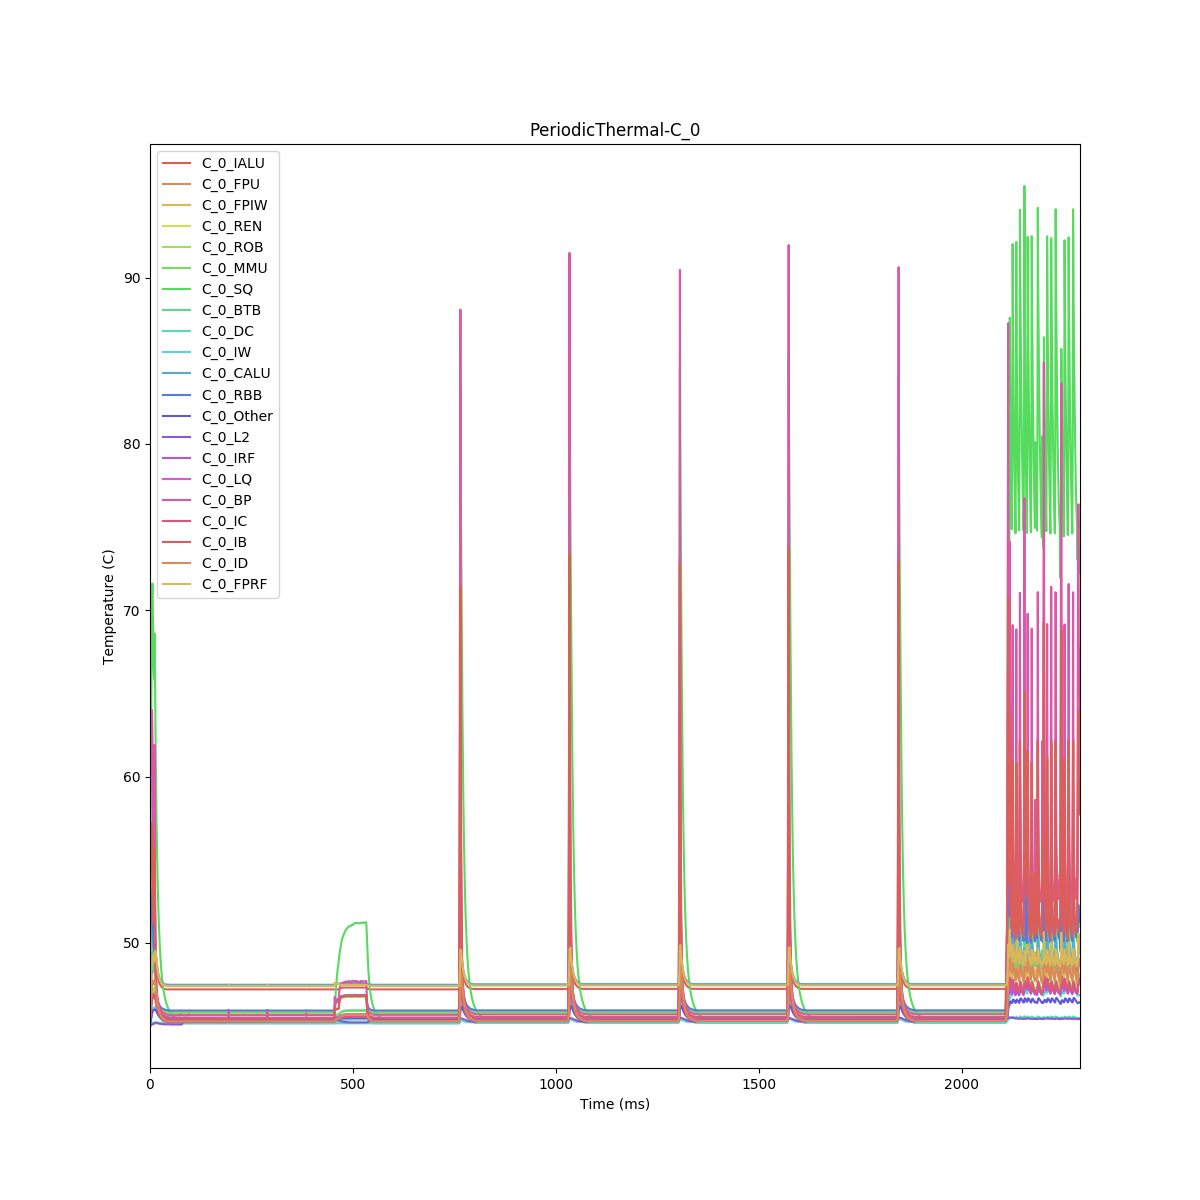 PeriodicThermal-C_0
C_0_IALU
C_0_FPU
C_0_FPIW
C_0_REN
C_0_ROB
C_0_MMU
C_0_SQ
C_0_BTB
C_0_DC
C_0_IW
C_0_CALU
C_0_RBB
C_0_Other
C_0_L2
C_0_IRF
C_0_LQ
C_0_BP
C_0_IC
C_0_IB
C_0_ID
C_0_FPRF
Temperature (C)
90
80
70
60
50
0 500 1000 1500 2000
Time (ms)